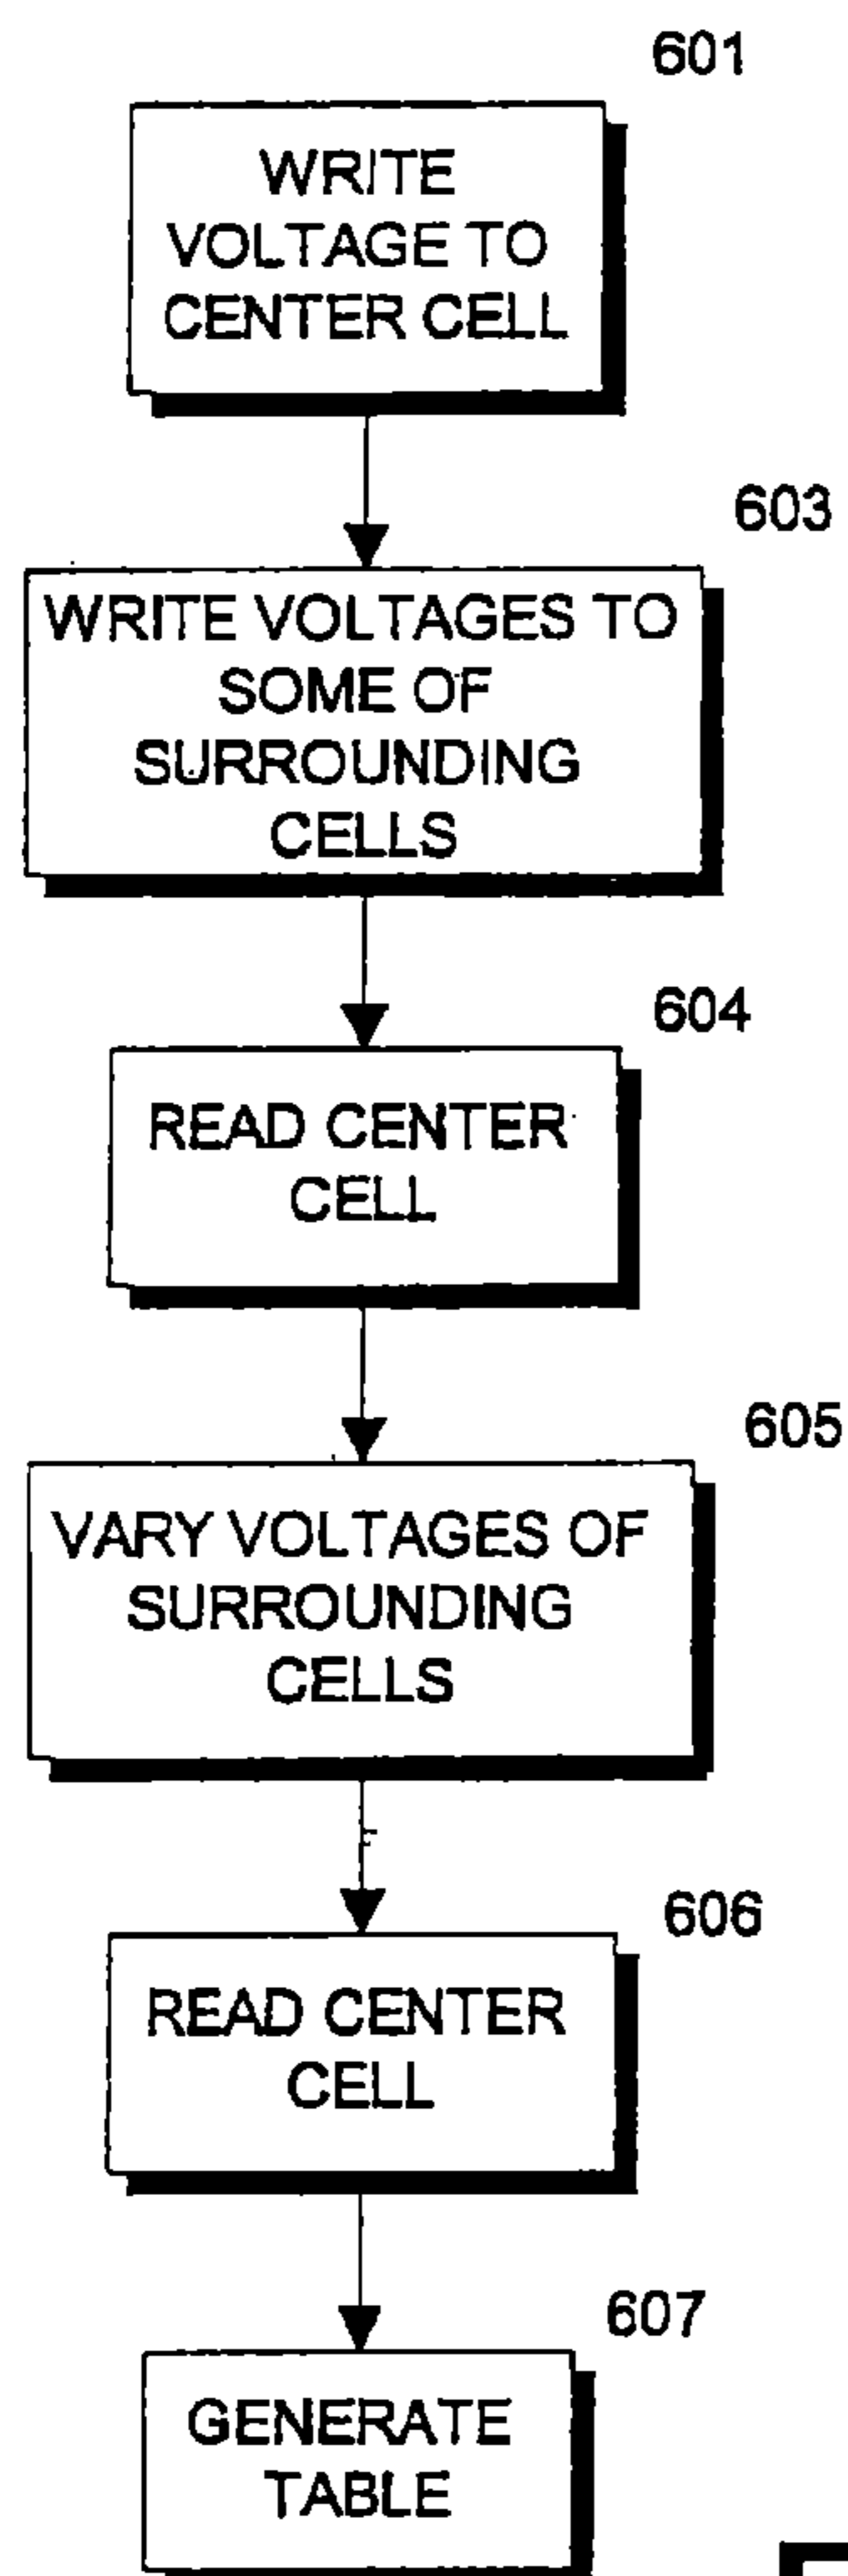 601
WRITE
VOLTAGE TO
CENTER CELL
603
WRITE VOLTAGES TO
SOME OF
SURROUNDING
CELLS
604
READ CENTER
CELL
605
VARY VOLTAGES OF
SURROUNDING
CELLS
606
READ CENTER
CELL
607
GENERATE
TABLE